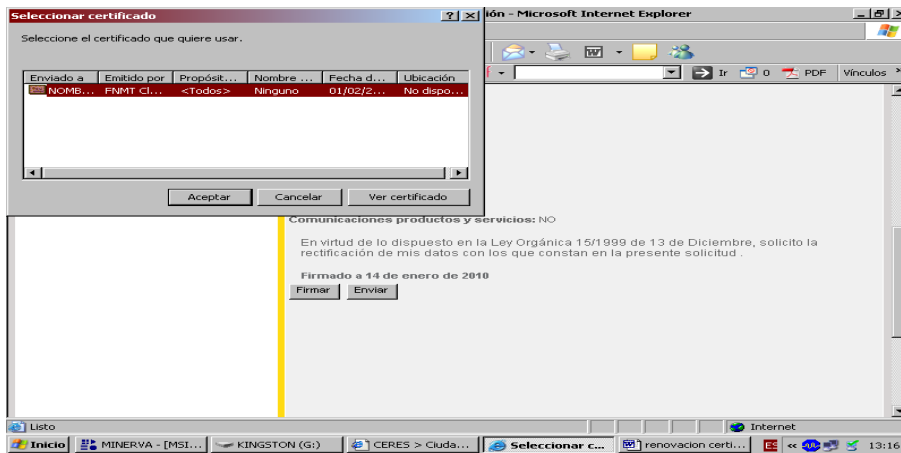 Seleccionar certificado
ión - Microsoft Internet Explorer
Seleccione el certificado que quiere usar.
Enviado a Emitido por Propósit... Nombre ... Fecha d... Ubicación
NOMB... FNMT Cl... <Todos> Ninguno 01/02/2... No dispo...
Ir 0 PDF Vínculos »
Aceptar Cancelar Ver certificado
Comunicaciones productos y servicios: NO
En virtud de lo dispuesto en la Ley Orgánica 15/1999 de 13 de Diciembre, solicito la
rectificación de mis datos con los que constan en la presente solicitud .
Firmado a 14 de enero de 2010
Firmar Enviar
Listo Internet
Inicio MINERVA - [MSI... KINGSTON (G:) CERES > Ciuda... Seleccionar c... renovacion certi... ES « 13:16